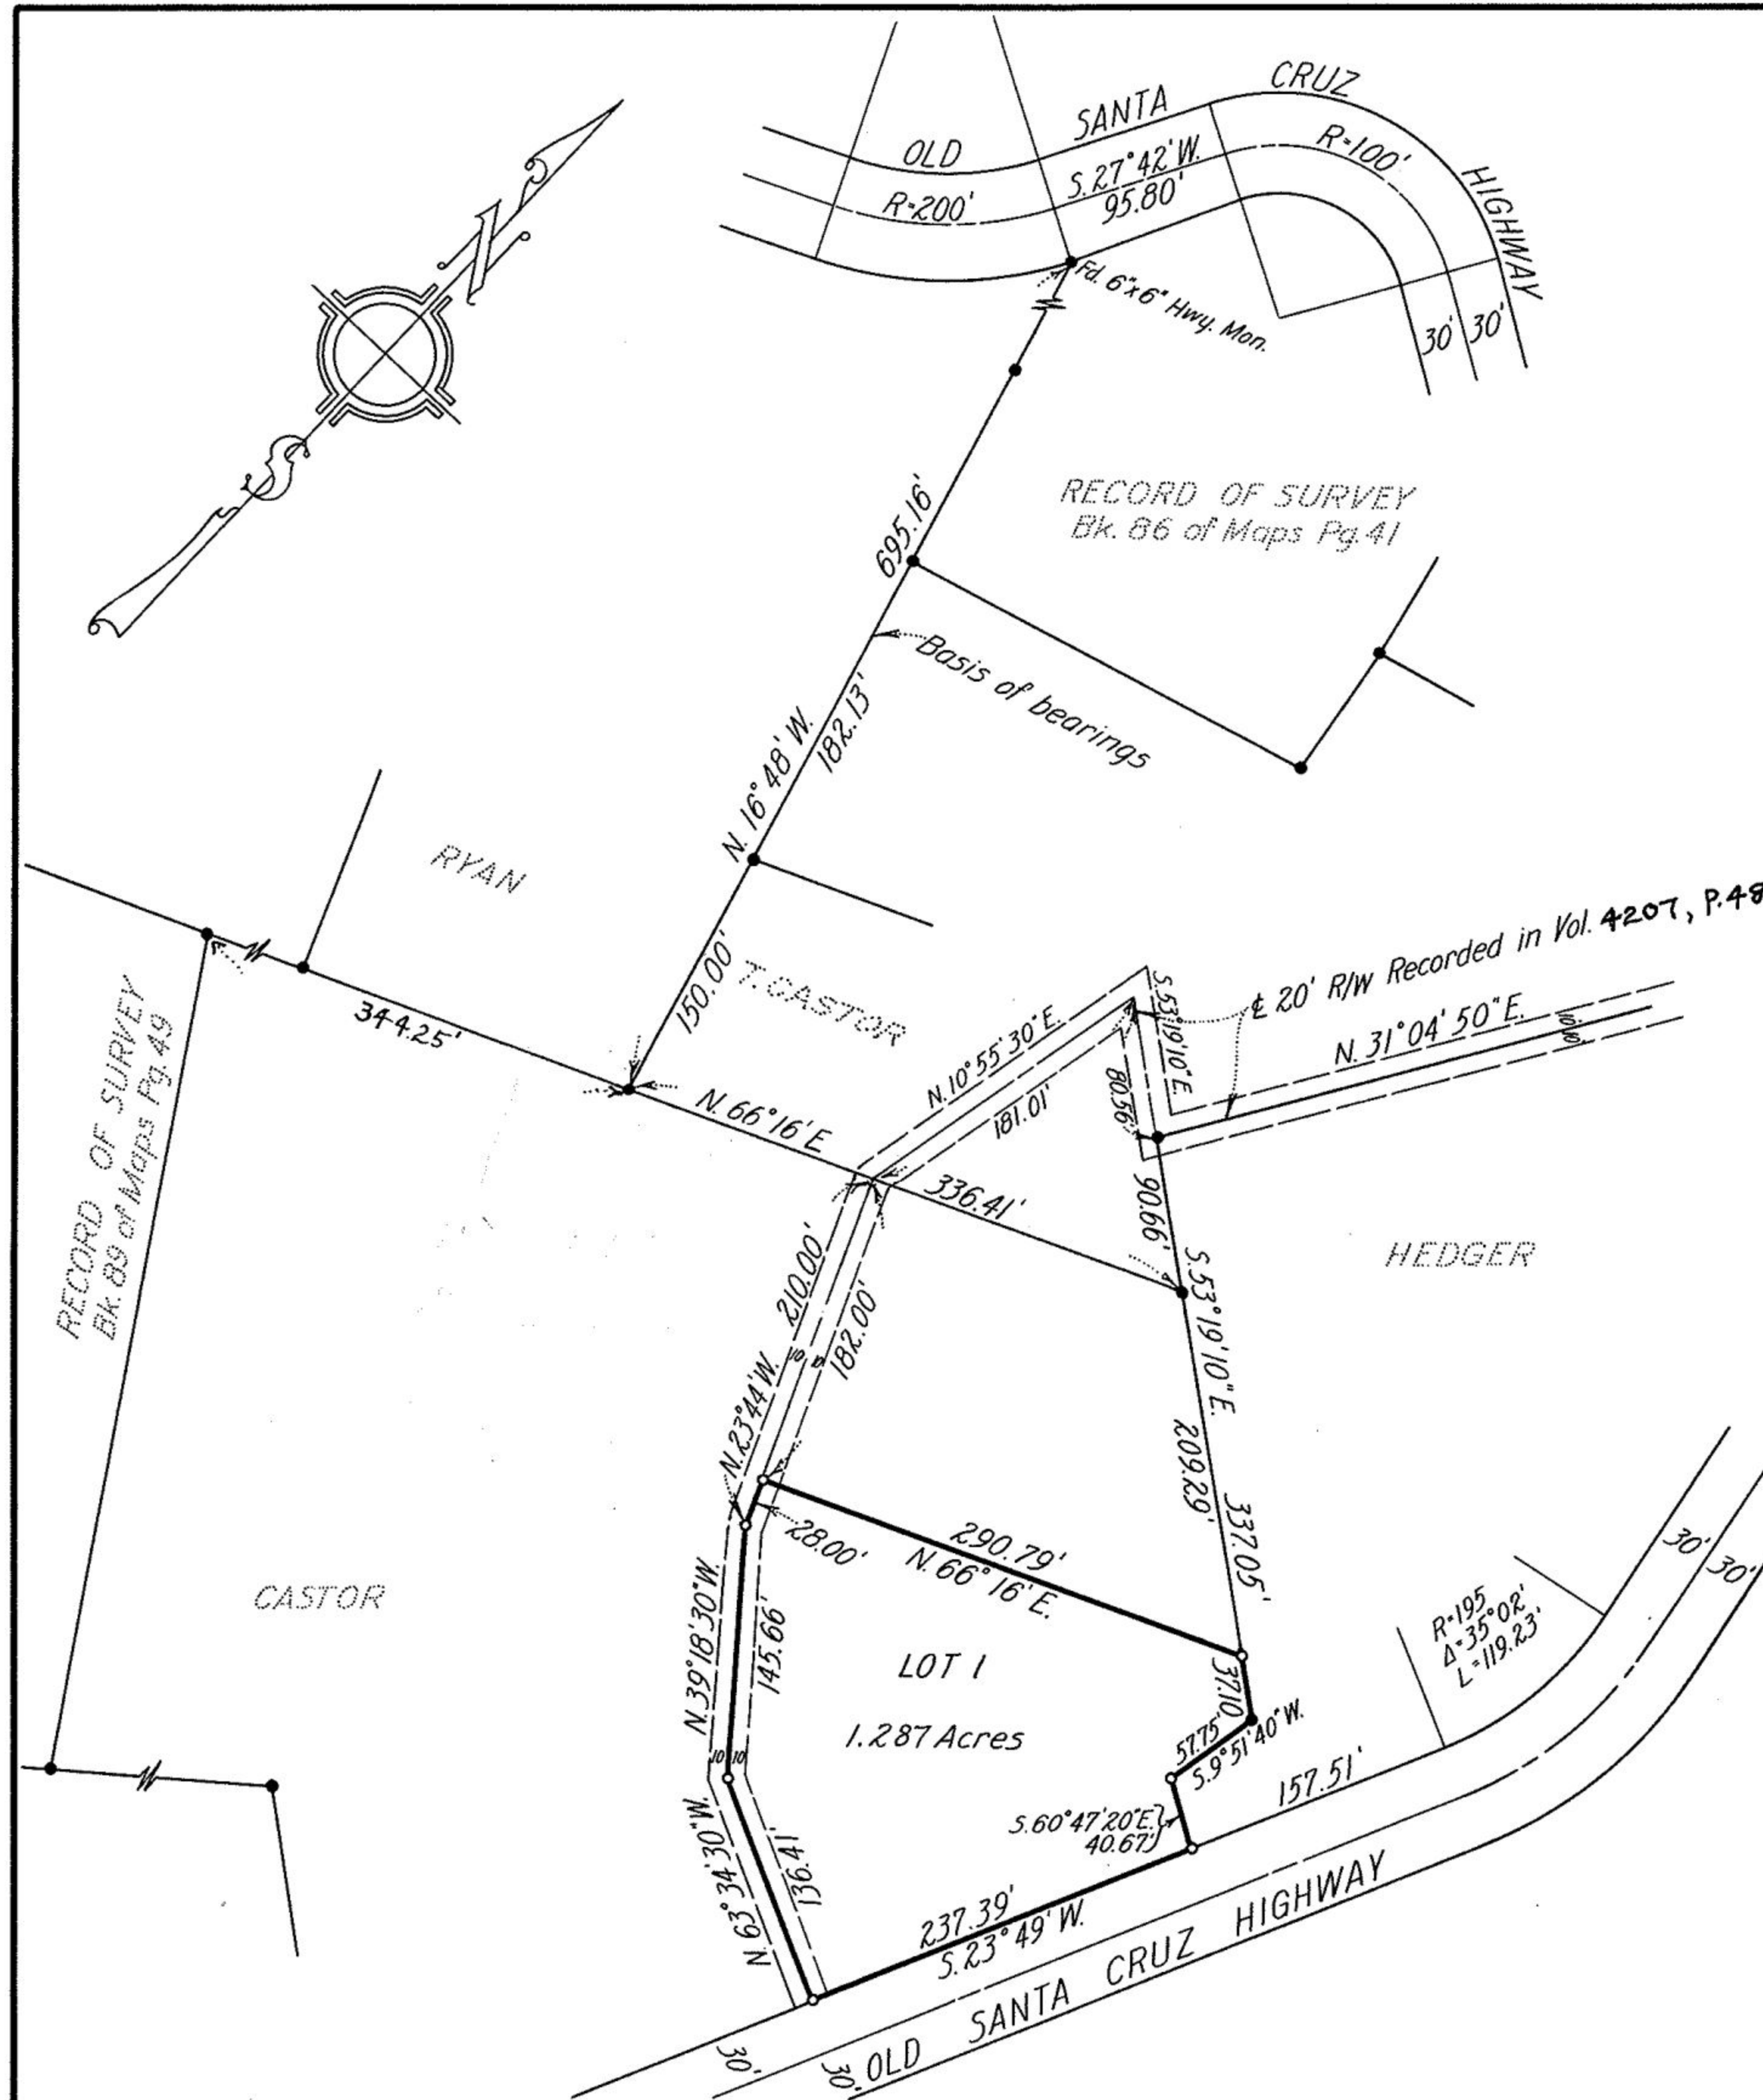 OLD SANTA CRUZ HIGHWAY
R=200'
S. 27°42' W.
95.80'
R=100'
30' 30'
Fd. 6"x6" Hwy. Mon.
N
S
695.16'
RECORD OF SURVEY
Bk. 86 of Maps Pg. 41
Basis of bearings
N. 16°48' W.
182.13'
RYAN
150.00'
T. CASTOR
344.25'
RECORD OF SURVEY
Bk. 89 of Maps Pg. 49
N. 66°16' E
336.41'
N. 10°55'30" E.
181.01'
S. 53°19'10" E.
80.56'
℄ 20' R/W Recorded in Vol. 4207, P. 48
N. 31°04'50" E.
10' 10'
90.66'
HEDGER
S. 53°19'10" E.
209.29'
337.05'
210.00'
182.00'
N. 23°44' W.
10
28.00'
290.79'
N. 66°16' E.
CASTOR
N. 39°18'30" W.
145.66'
LOT 1
1.287 Acres
37.10
57.75'
S. 9°51'40" W.
10 10
S. 60°47'20" E.
40.67'
157.51'
R=195
Δ=35°02'
L=119.23'
30' 30'
N. 63°34'30" W.
136.41'
237.39'
S. 23°49' W.
30'
30'
OLD SANTA CRUZ HIGHWAY